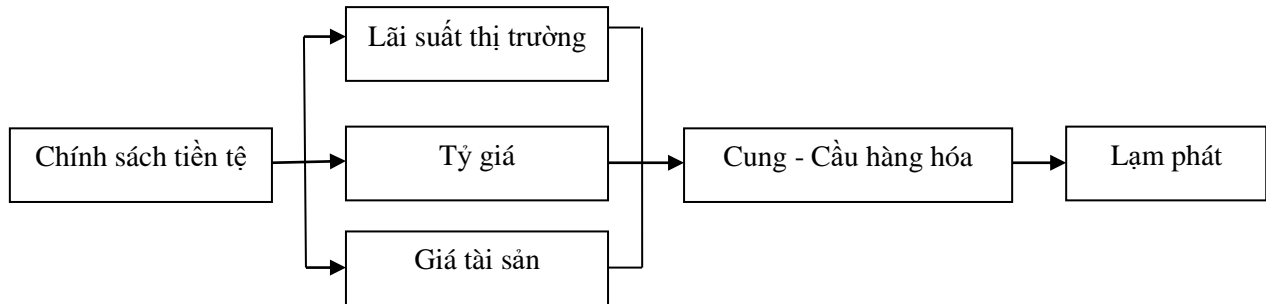 Lãi suất thị trường
Chính sách tiền tệ
Tỷ giá
Cung - Cầu hàng hóa
Lạm phát
Giá tài sản